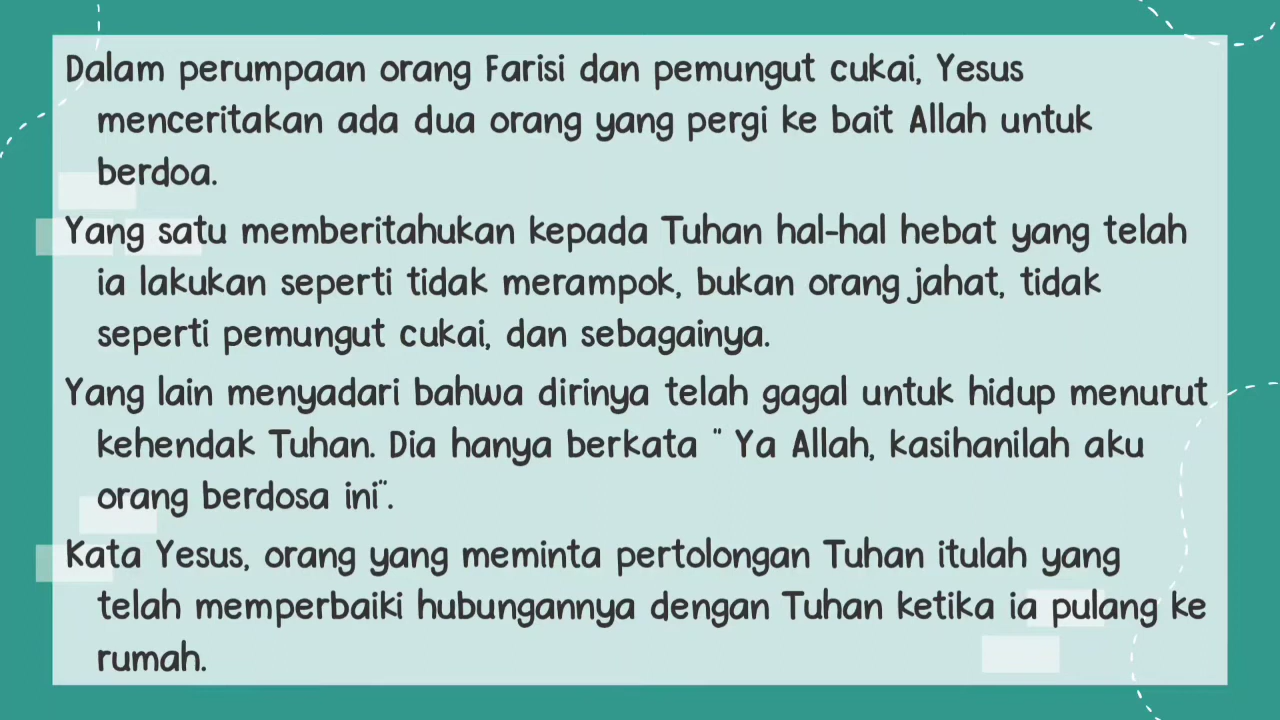 Dalam perumpaan orang Farisi dan pemungut cukai, Yesus
menceritakan ada dua orang yang pergi ke bait Allah untuk
berdoa.
Yang satu memberitahukan kepada Tuhan hal-hal hebat yang telah
ia lakukan seperti tidak merampok, bukan orang jahat, tidak
seperti pemungut cukai, dan sebagainya.
Yang lain menyadari bahwa dirinya telah gagal untuk hidup menurut
kehendak Tuhan. Dia hanya berkata " Ya Allah, kasihanilah aku
orang berdosa ini".
Kata Yesus, orang yang meminta pertolongan Tuhan itulah yang
telah memperbaiki hubungannya dengan Tuhan ketika ia pulang ke
rumah.